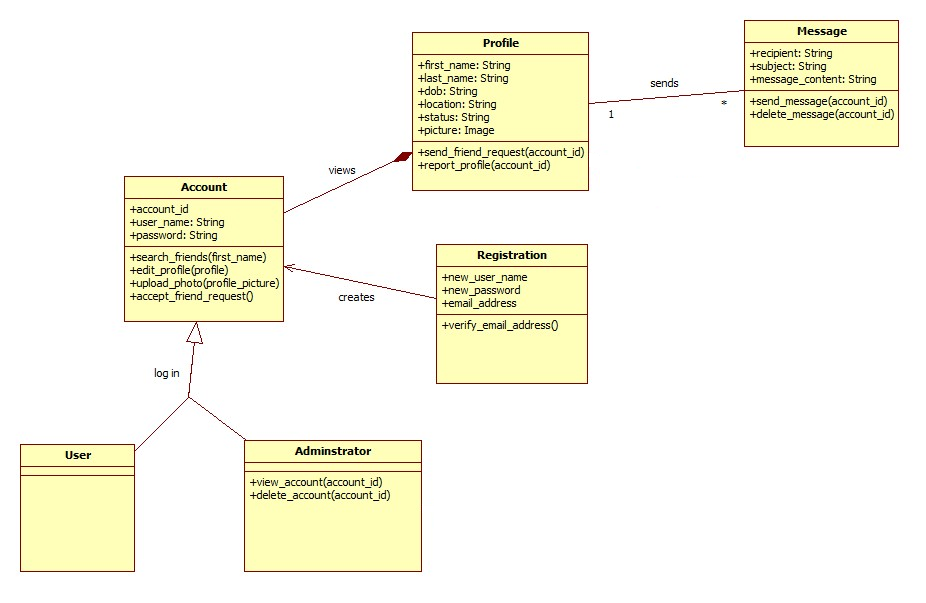 Profile
+first_name: String
+last_name: String
+dob: String
+location: String
+status: String
+picture: Image
+send_friend_request(account_id)
+report_profile(account_id)
sends
1
*
Message
+recipient: String
+subject: String
+message_content: String
+send_message(account_id)
+delete_message(account_id)
views
Account
+account_id
+user_name: String
+password: String
+search_friends(first_name)
+edit_profile(profile)
+upload_photo(profile_picture)
+accept_friend_request()
creates
Registration
+new_user_name
+new_password
+email_address
+verify_email_address()
log in
User
Adminstrator
+view_account(account_id)
+delete_account(account_id)